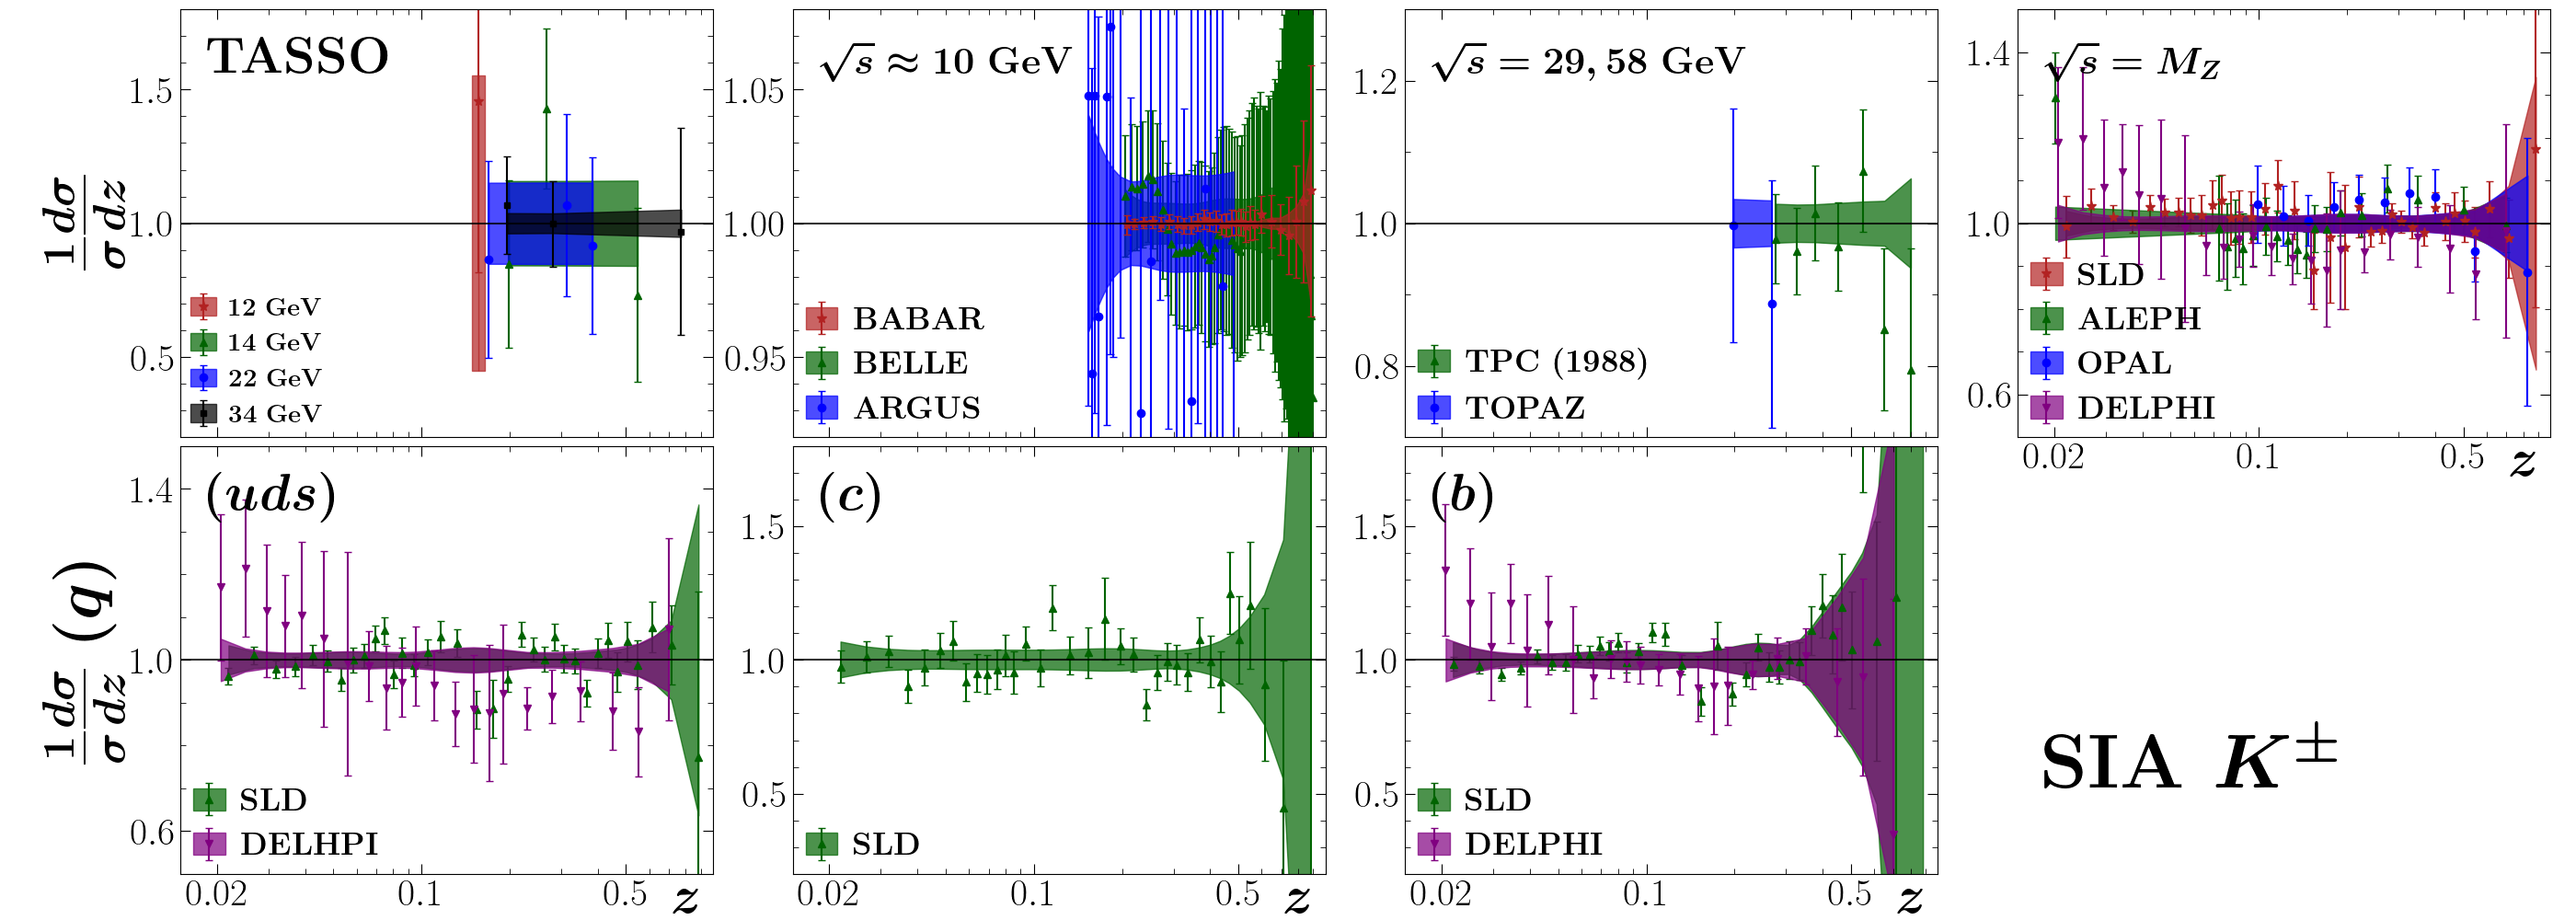 1/σ dσ/dz
TASSO
1.5
1.0
0.5
12 GeV
14 GeV
22 GeV
34 GeV
√s ≈ 10 GeV
1.05
1.00
0.95
BABAR
BELLE
ARGUS
√s = 29, 58 GeV
1.2
1.0
0.8
TPC (1988)
TOPAZ
√s = M_Z
1.4
1.0
0.6
SLD
ALEPH
OPAL
DELPHI
0.02 0.1 0.5 z
1/σ dσ/dz (q)
(uds)
1.4
1.0
0.6
SLD
DELHPI
0.02 0.1 0.5 z
(c)
1.5
1.0
0.5
SLD
0.02 0.1 0.5 z
(b)
1.5
1.0
0.5
SLD
DELPHI
0.02 0.1 0.5 z
SIA K±